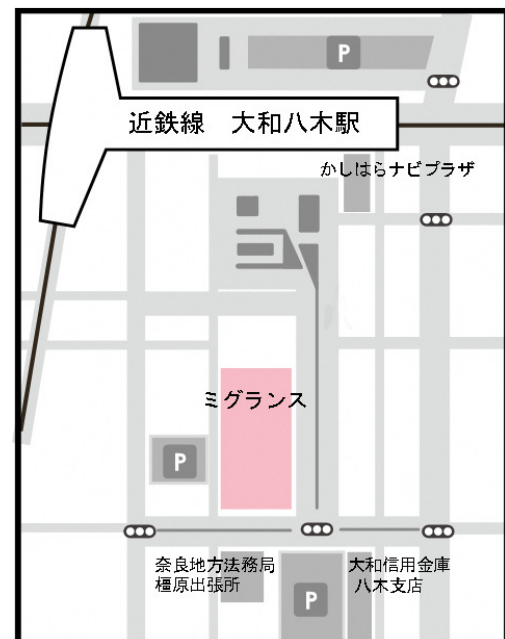 P
近鉄線 大和八木駅
かしはらナビプラザ
ミグランス
P
奈良地方法務局
橿原出張所
大和信用金庫
八木支店
P